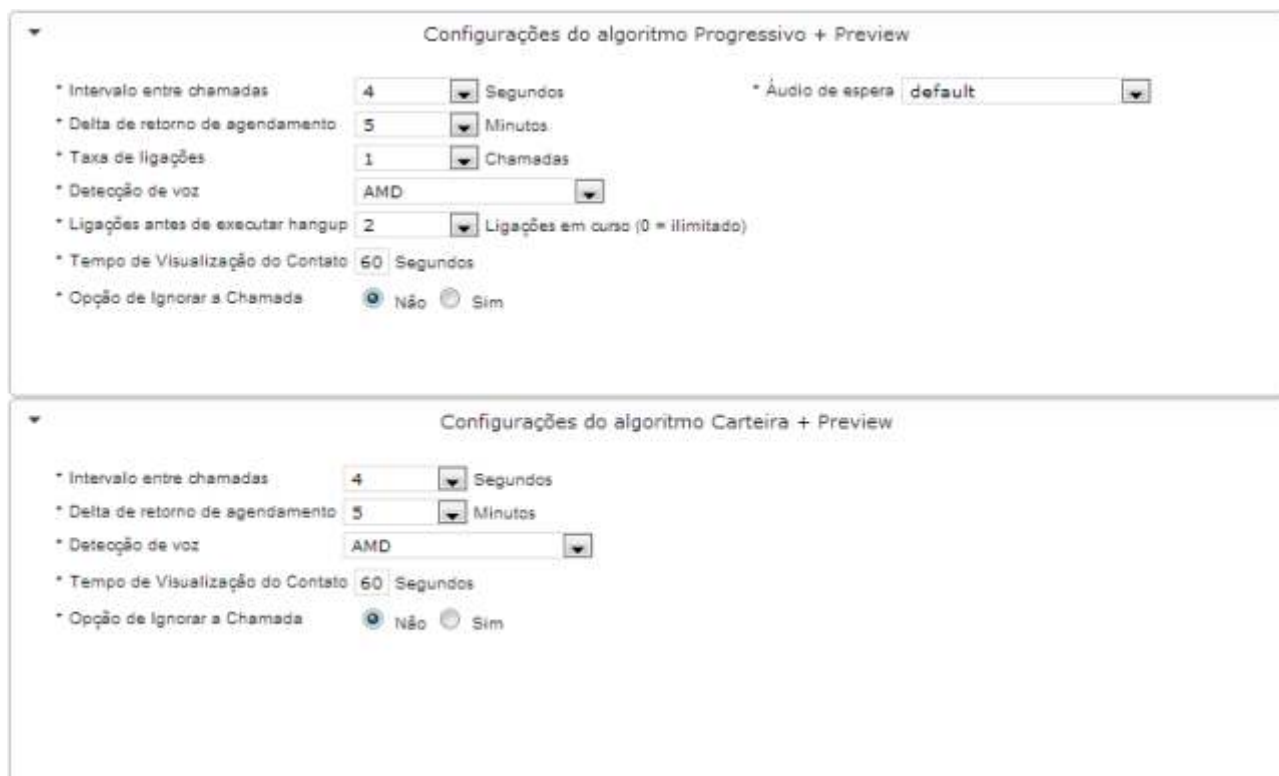 Configurações do algoritmo Progressivo + Preview
* Intervalo entre chamadas 4 Segundos * Áudio de espera default
* Delta de retorno de agendamento 5 Minutos
* Taxa de ligações 1 Chamadas
* Detecção de voz AMD
* Ligações antes de executar hangup 2 Ligações em curso (0 = ilimitado)
* Tempo de Visualização do Contato 60 Segundos
* Opção de Ignorar a Chamada Não Sim
Configurações do algoritmo Carteira + Preview
* Intervalo entre chamadas 4 Segundos
* Delta de retorno de agendamento 5 Minutos
* Detecção de voz AMD
* Tempo de Visualização do Contato 60 Segundos
* Opção de Ignorar a Chamada Não Sim